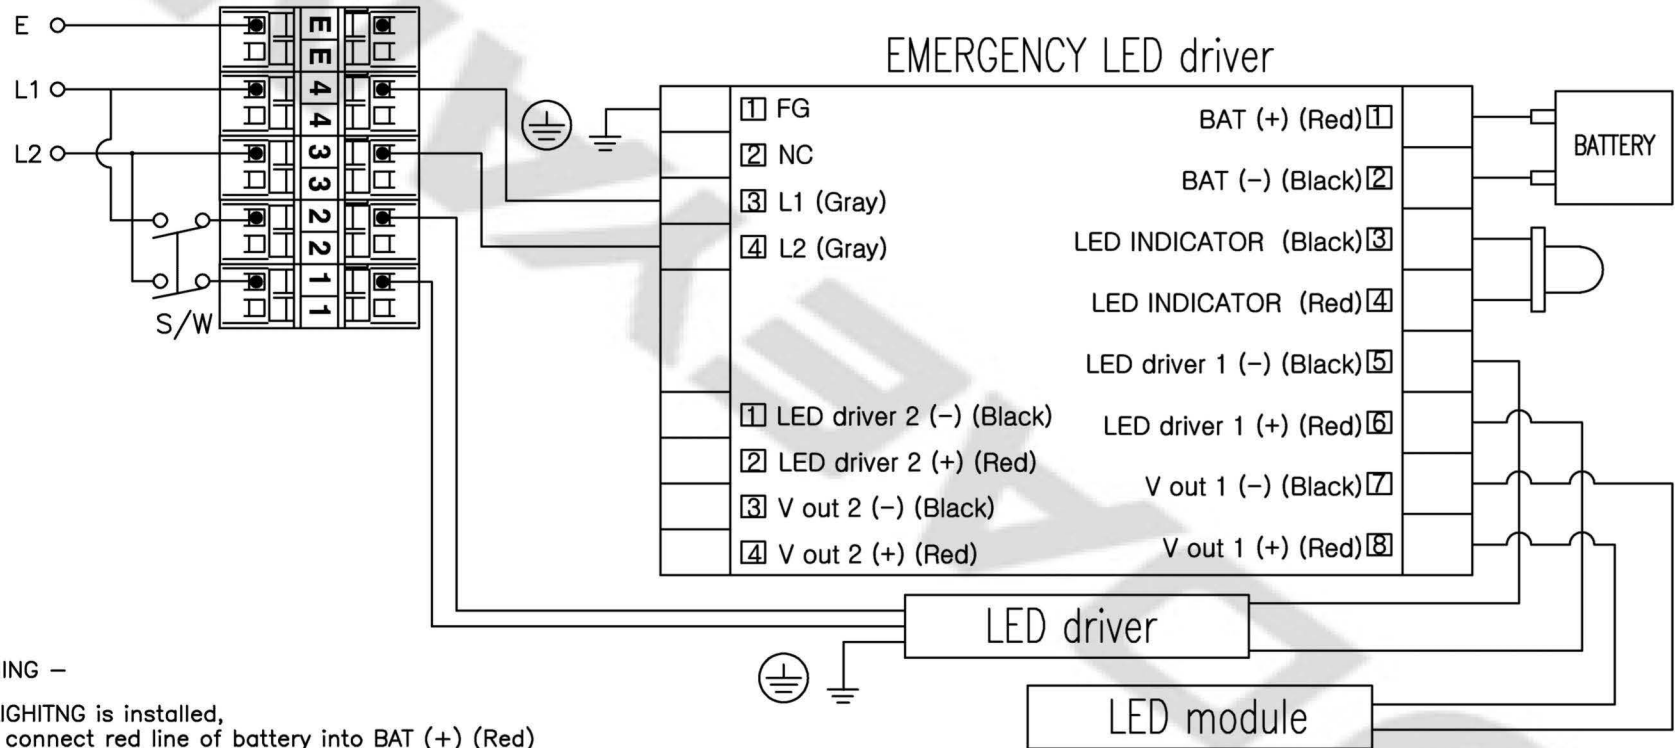 EMERGENCY LED driver
E
L1
L2
S/W
E
E
4
4
3
3
2
2
1
1
1 FG
2 NC
3 L1 (Gray)
4 L2 (Gray)
1 LED driver 2 (-) (Black)
2 LED driver 2 (+) (Red)
3 V out 2 (-) (Black)
4 V out 2 (+) (Red)
BAT (+) (Red) 1
BAT (-) (Black) 2
LED INDICATOR (Black) 3
LED INDICATOR (Red) 4
LED driver 1 (-) (Black) 5
LED driver 1 (+) (Red) 6
V out 1 (-) (Black) 7
V out 1 (+) (Red) 8
BATTERY
LED driver
LED module
ING -
IGHITNG is installed,
connect red line of battery into BAT (+) (Red)